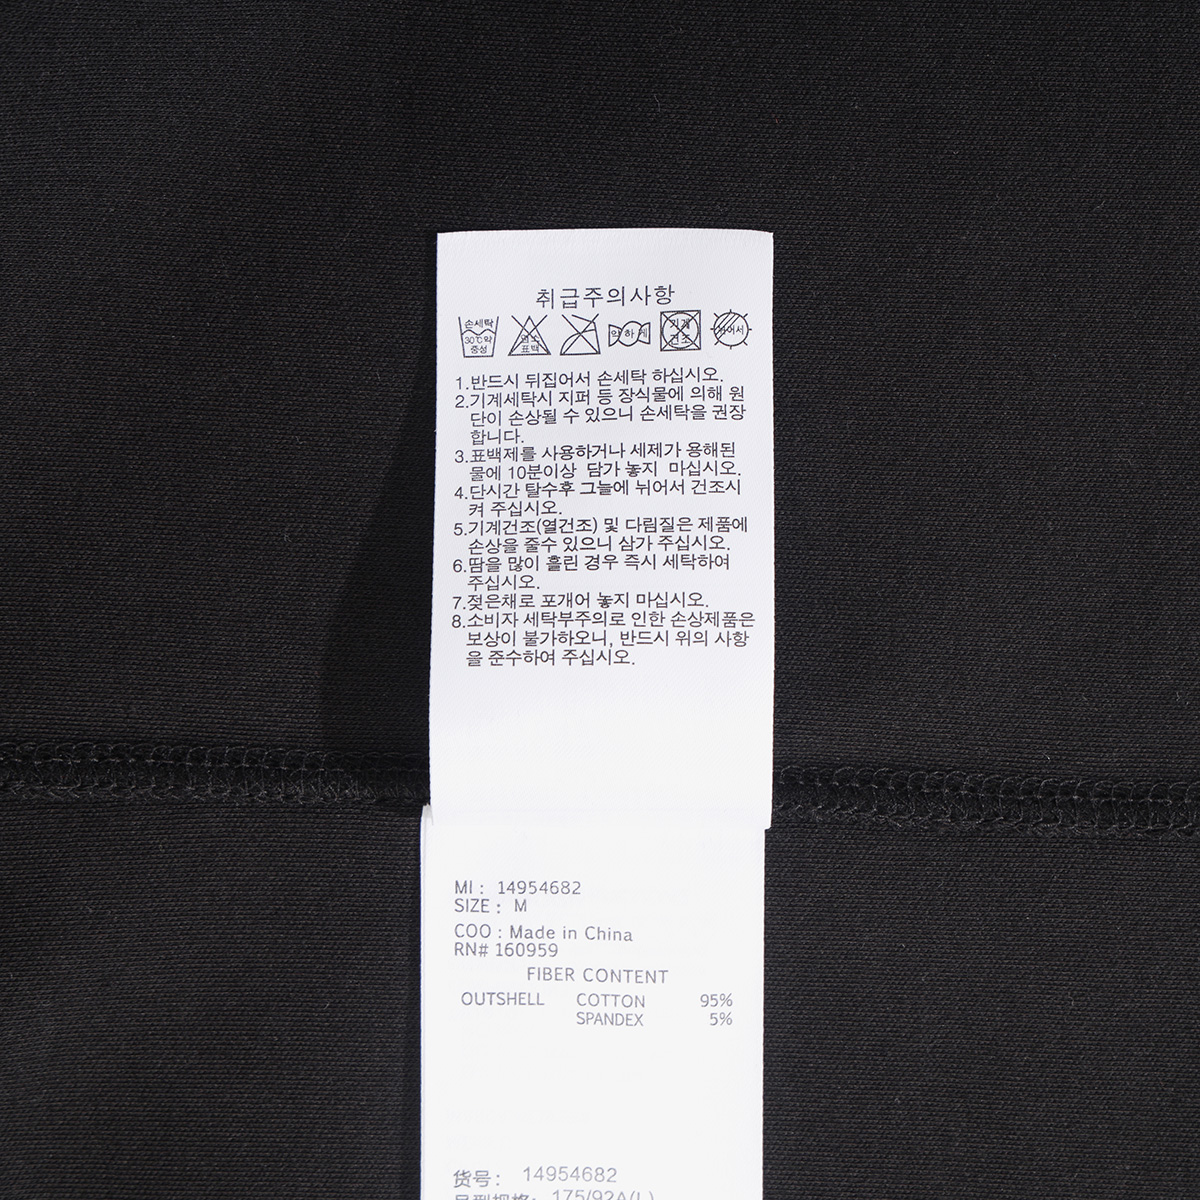 취급주의사항
손세탁 30℃약 중성 염소 표백 약하게 기계 건조 뉘어서
1.반드시 뒤집어서 손세탁 하십시오.
2.기계세탁시 지퍼 등 장식물에 의해 원
단이 손상될 수 있으니 손세탁을 권장
합니다.
3.표백제를 사용하거나 세제가 용해된
물에 10분이상 담가 놓지 마십시오.
4.단시간 탈수후 그늘에 뉘어서 건조시
켜 주십시오.
5.기계건조(열건조) 및 다림질은 제품에
손상을 줄수 있으니 삼가 주십시오.
6.땀을 많이 흘린 경우 즉시 세탁하여
주십시오.
7.젖은채로 포개어 놓지 마십시오.
8.소비자 세탁부주의로 인한 손상제품은
보상이 불가하오니, 반드시 위의 사항
을 준수하여 주십시오.
MI : 14954682
SIZE : M
COO : Made in China
RN# 160959
FIBER CONTENT
OUTSHELL COTTON 95%
SPANDEX 5%
货号: 14954682
号型规格: 175/92A(L)